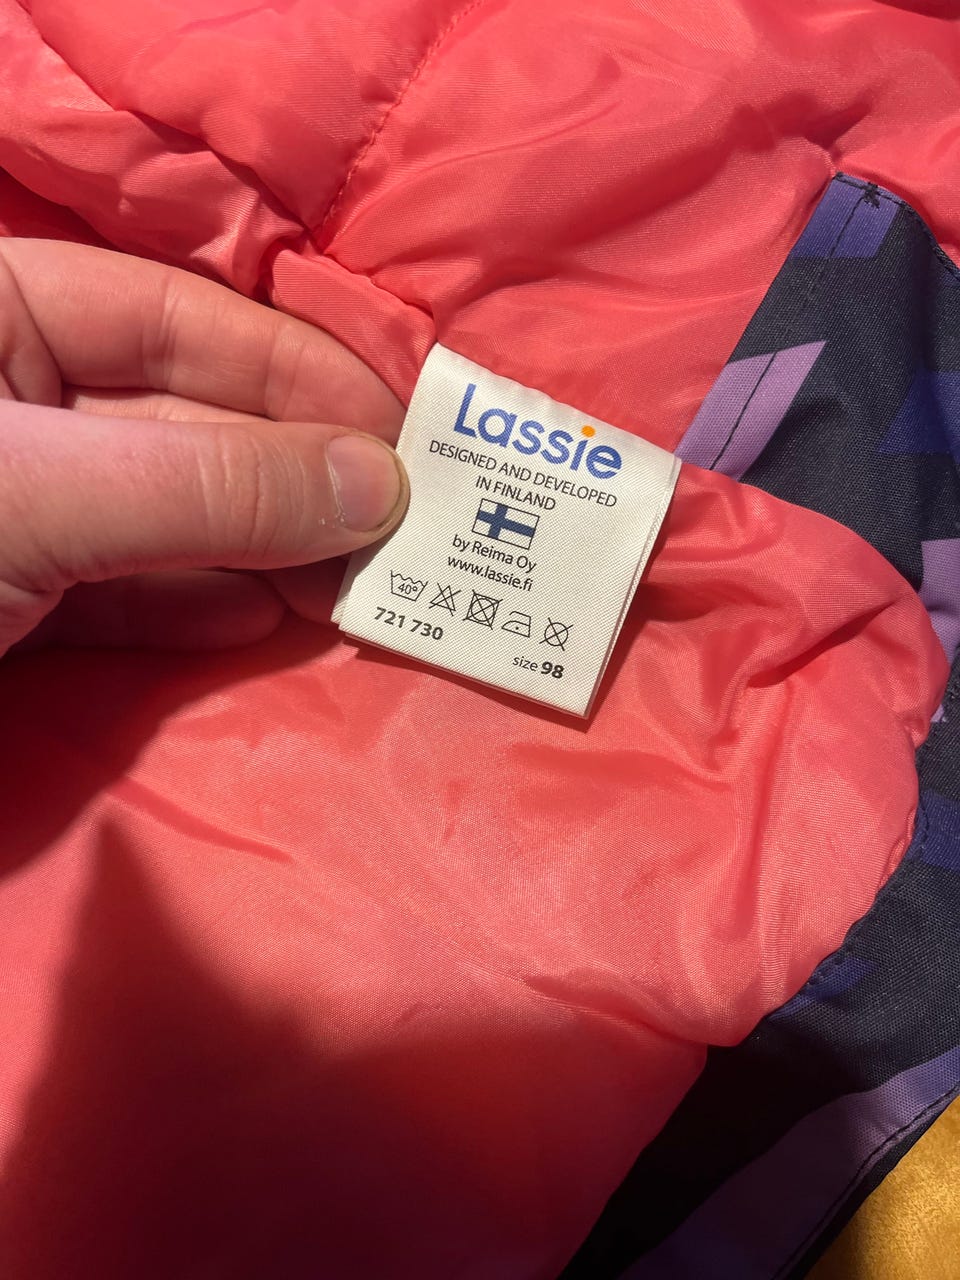 Lassie
DESIGNED AND DEVELOPED
IN FINLAND
by Reima Oy
www.lassie.fi
40°
721 730
size 98